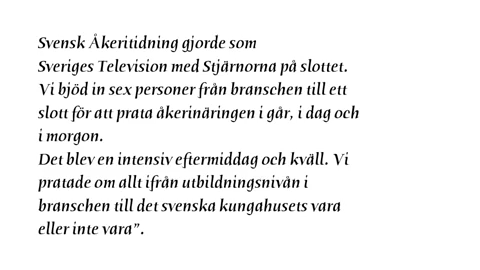 Svensk Åkeritidning gjorde som
Sveriges Television med Stjärnorna på slottet.
Vi bjöd in sex personer från branschen till ett
slott för att prata åkerinäringen i går, i dag och
i morgon.
Det blev en intensiv eftermiddag och kväll. Vi
pratade om allt ifrån utbildningsnivån i
branschen till det svenska kungahusets vara
eller inte vara”.